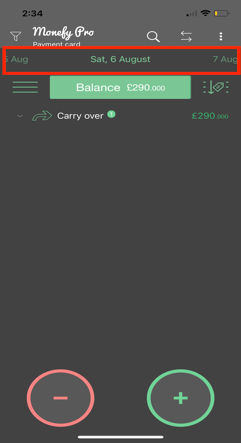 2:34
Monefy Pro
Payment card
5 Aug Sat, 6 August 7 Aug
Balance £290.000
Carry over £290.000